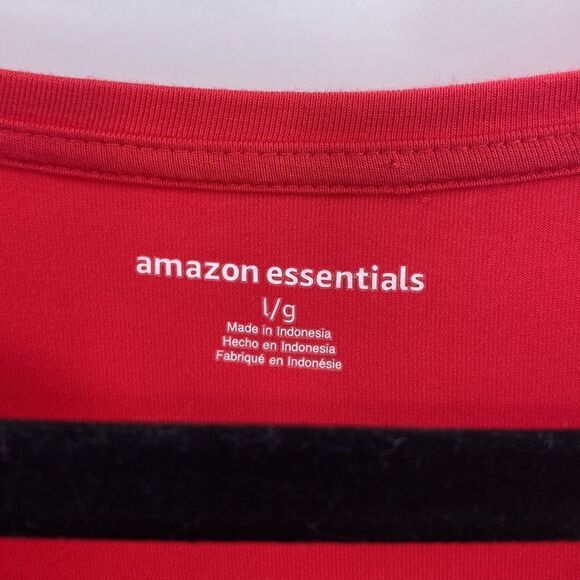 amazon essentials
l/g
Made in Indonesia
Hecho en Indonesia
Fabriqué en Indonésie